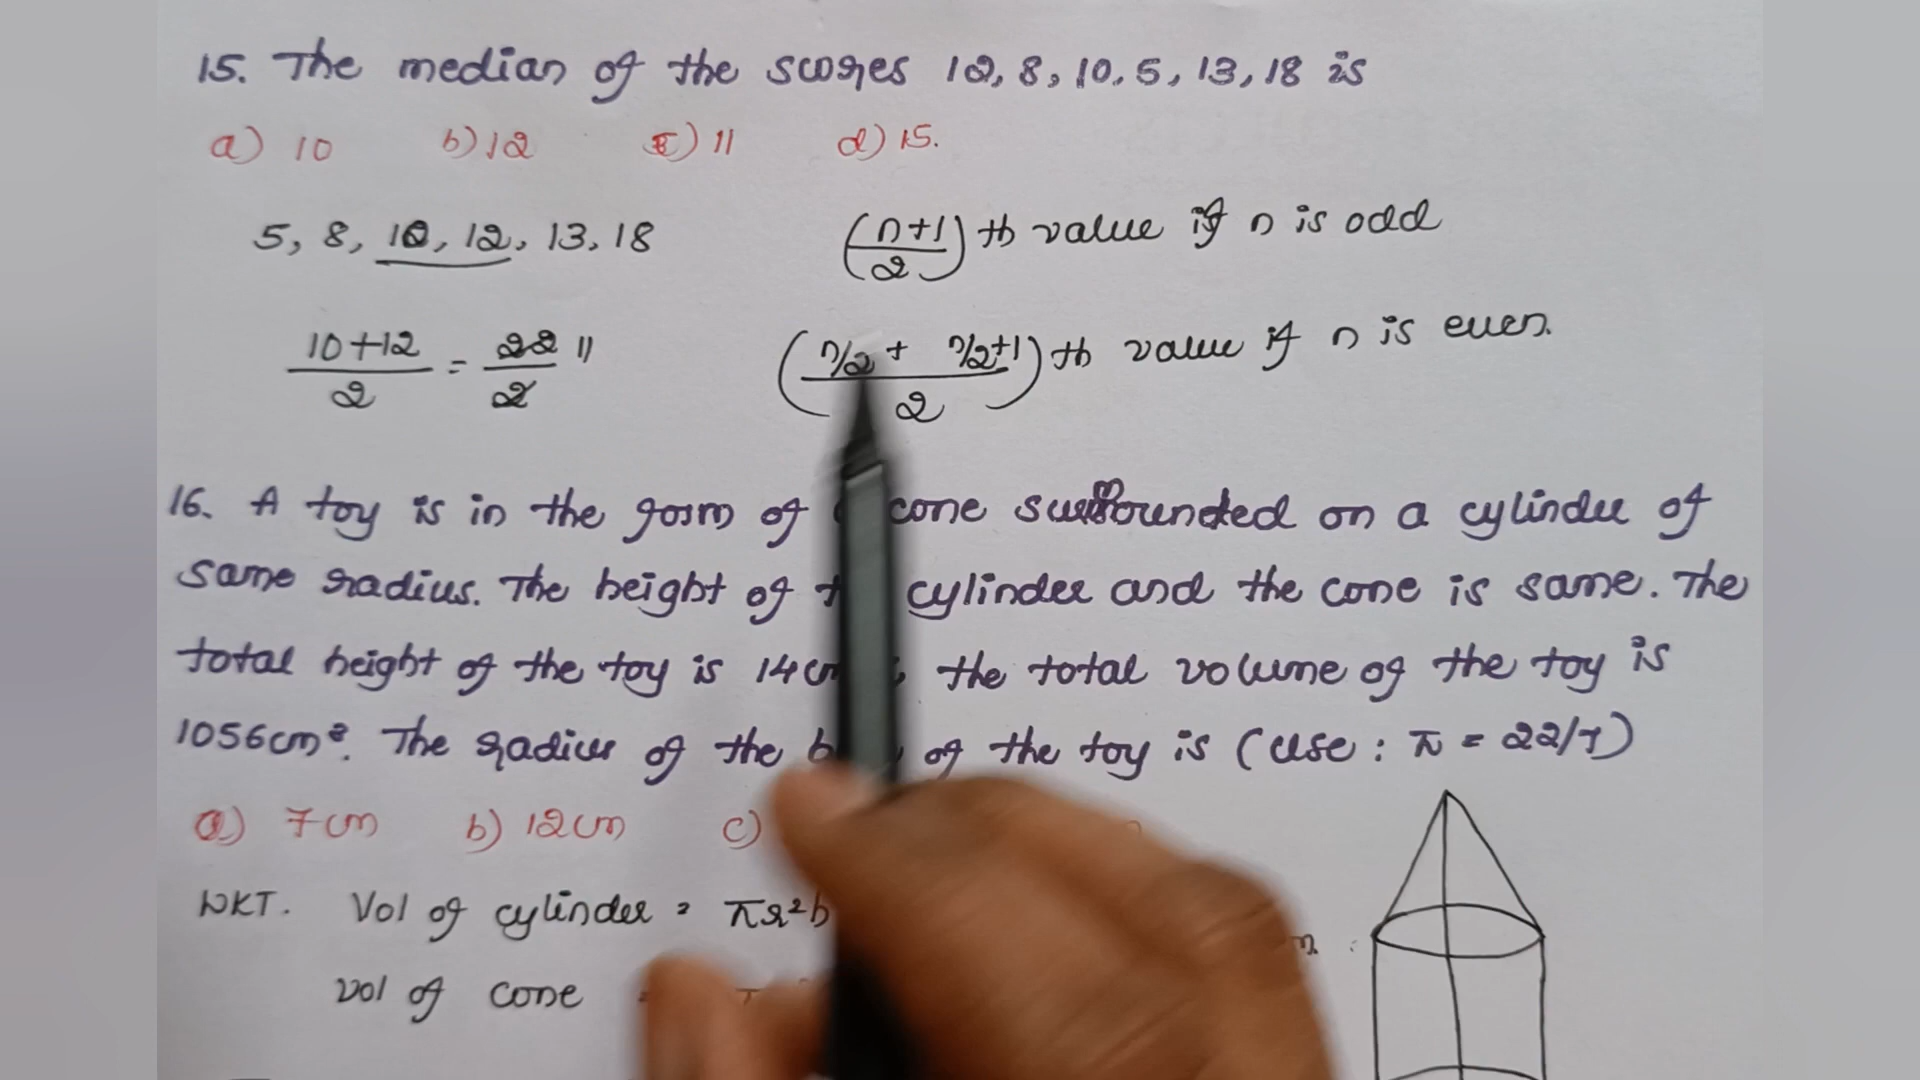 15. The median of the scores 12, 8, 10, 5, 13, 18 is
a) 10 b) 12 c) 11 d) 15.
5, 8, 10, 12, 13, 18
(n+1/2) th value if n is odd
10+12/2 = 22/2 11
(n/2 + n/2+1/2) th value if n is even.
16. A toy is in the form of cone surmounded on a cylinder of
same radius. The height of cylinder and the cone is same. The
total height of the toy is 14cm the total volume of the toy is
1056cm³. The radius of the of the toy is (use : π = 22/7)
a) 7cm b) 12cm c)
WKT. Vol of cylinder = πr²h
vol of cone